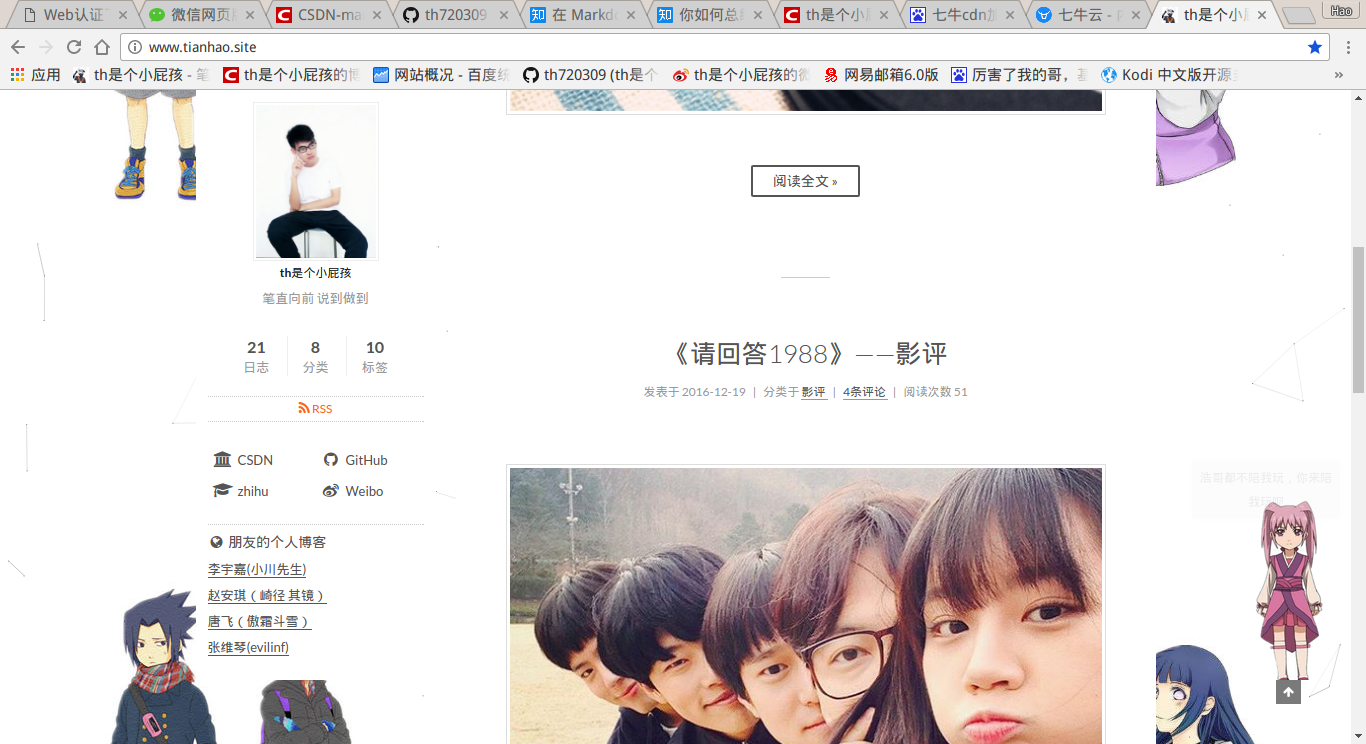 Web认证
微信网页
CSDN-ma
th720309
在 Markd
你如何总
th是个小
七牛cdn
七牛云 -
th是个小
Hao
www.tianhao.site
应用
th是个小屁孩 - 笔
th是个小屁孩的博
网站概况 - 百度统
th720309 (th是个
th是个小屁孩的微
网易邮箱6.0版
厉害了我的哥，
Kodi 中文版开源
»
阅读全文 »
th是个小屁孩
笔直向前 说到做到
21
日志
8
分类
10
标签
RSS
CSDN
GitHub
zhihu
Weibo
朋友的个人博客
李宇嘉(小川先生)
赵安琪（崎径 其镜）
唐飞（傲霜斗雪）
张维琴(evilinf)
《请回答1988》——影评
发表于 2016-12-19 | 分类于 影评 | 4条评论 | 阅读次数 51
浩哥都不陪我玩，你来陪
我玩吧